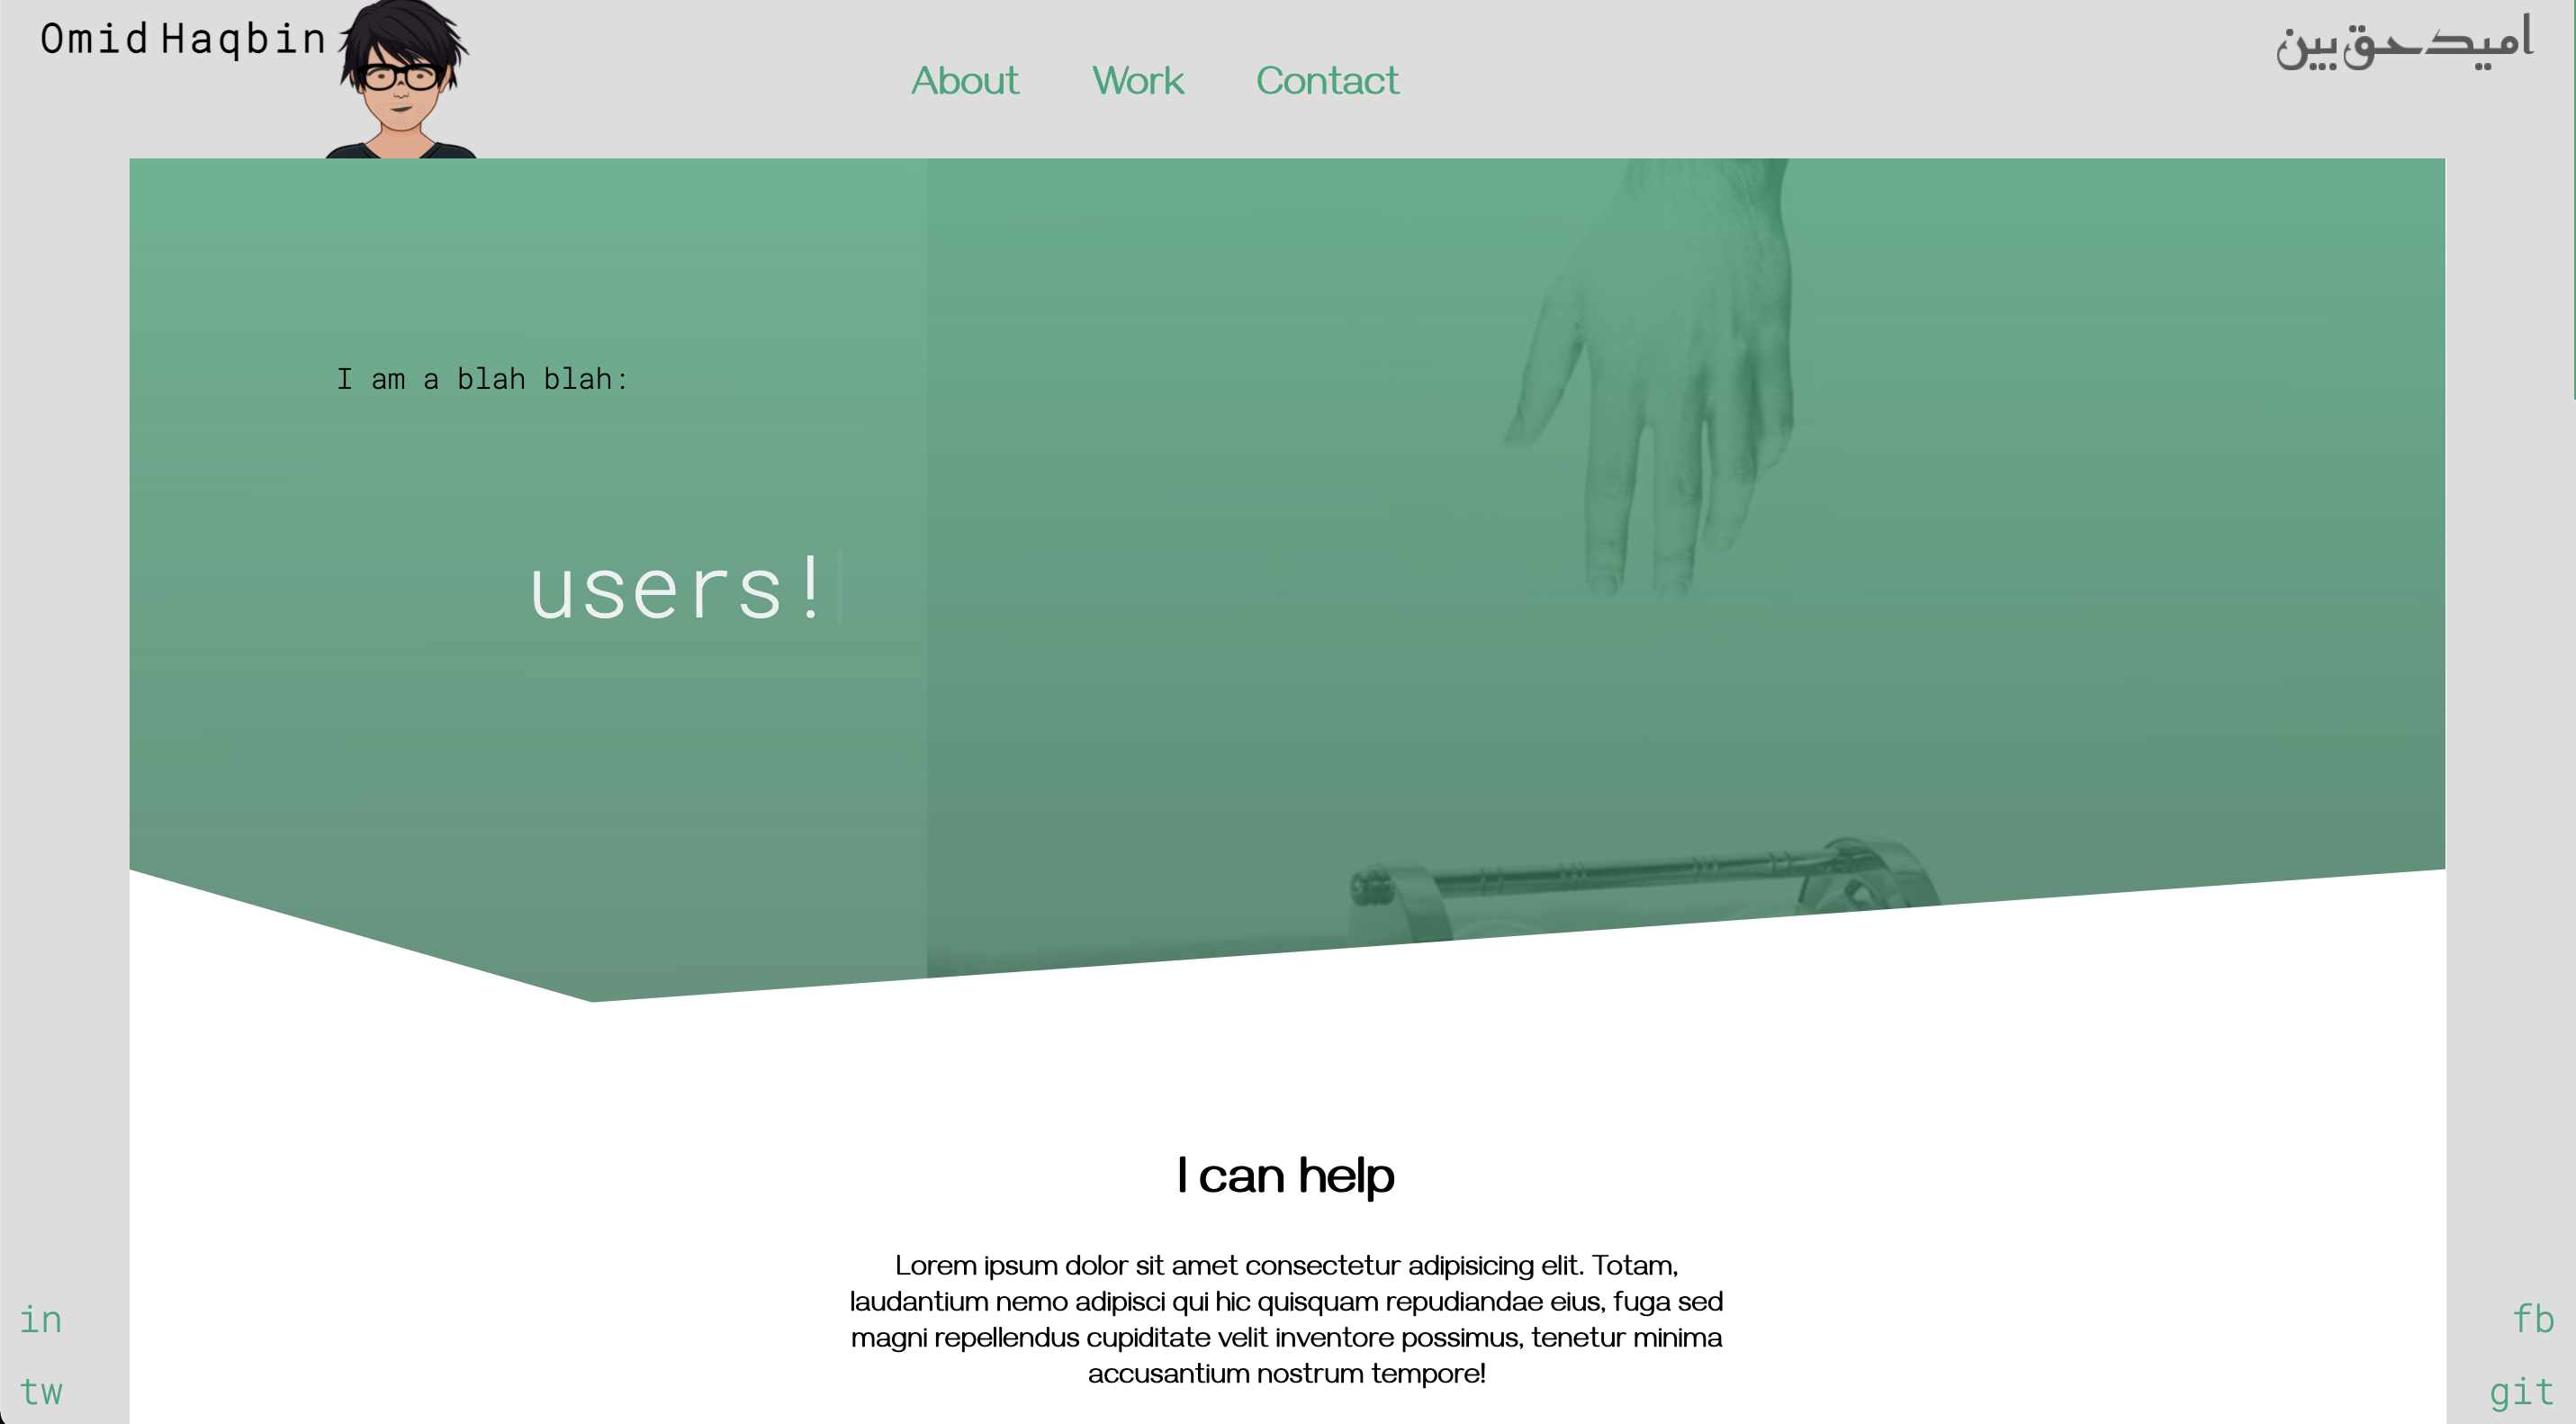 Omid Haqbin
About Work Contact
امید حق بین
I am a blah blah:
users!
I can help
Lorem ipsum dolor sit amet consectetur adipisicing elit. Totam,
laudantium nemo adipisci qui hic quisquam repudiandae eius, fuga sed
magni repellendus cupiditate velit inventore possimus, tenetur minima
accusantium nostrum tempore!
in
tw
fb
git